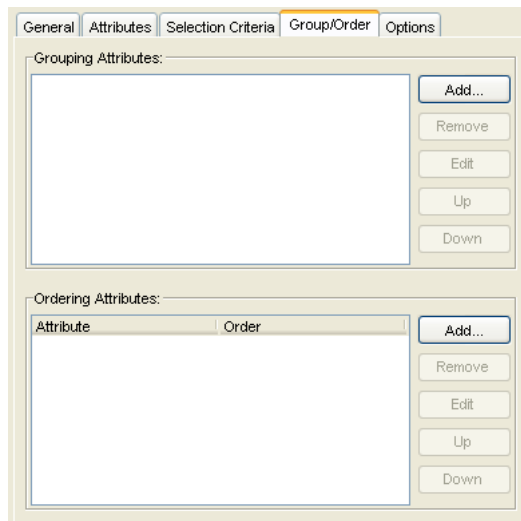 General Attributes Selection Criteria Group/Order Options
Grouping Attributes:
Add...
Remove
Edit
Up
Down
Ordering Attributes:
Attribute Order
Add...
Remove
Edit
Up
Down